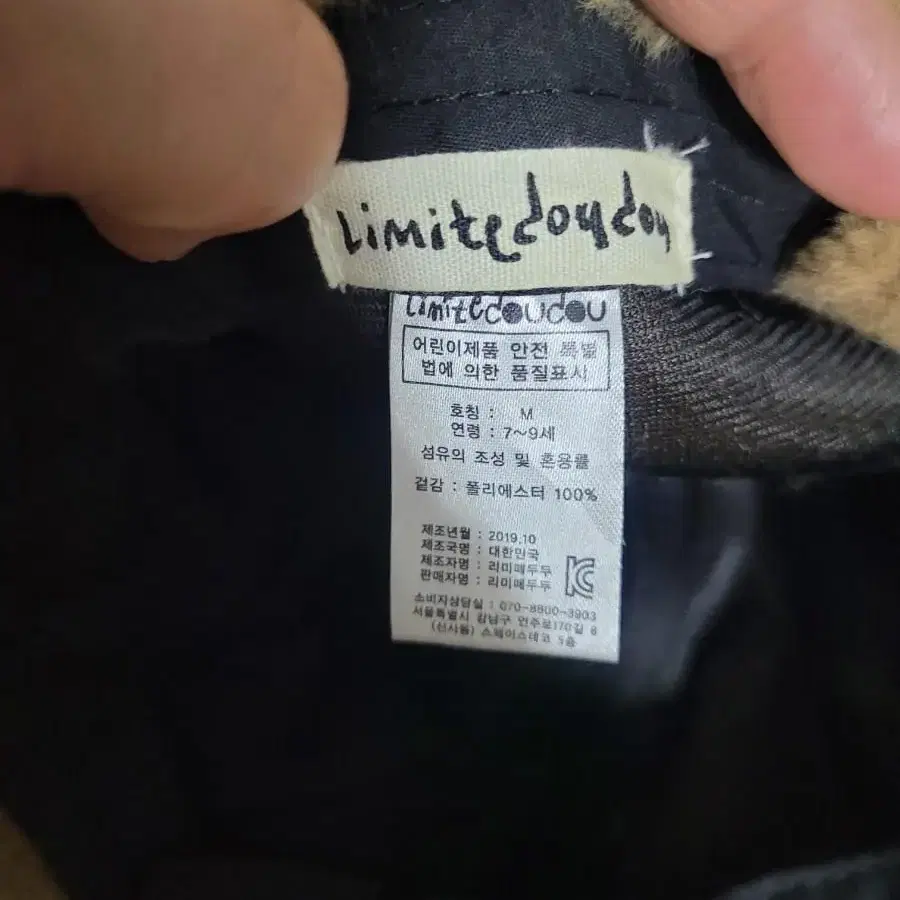 Limitedoudou
Limitedoudou
어린이제품 안전 특별
법에 의한 품질표시
호칭 : M
연령 : 7~9세
섬유의 조성 및 혼용률
겉감 : 폴리에스터 100%
제조년월 : 2019.10
제조국명 : 대한민국
제조자명 : 리미떼두두
판매자명 : 리미떼두두
소비자상담실 : 070-8800-3903
서울특별시 강남구 언주로170길 8
(신사동) 스페이스테코 5층